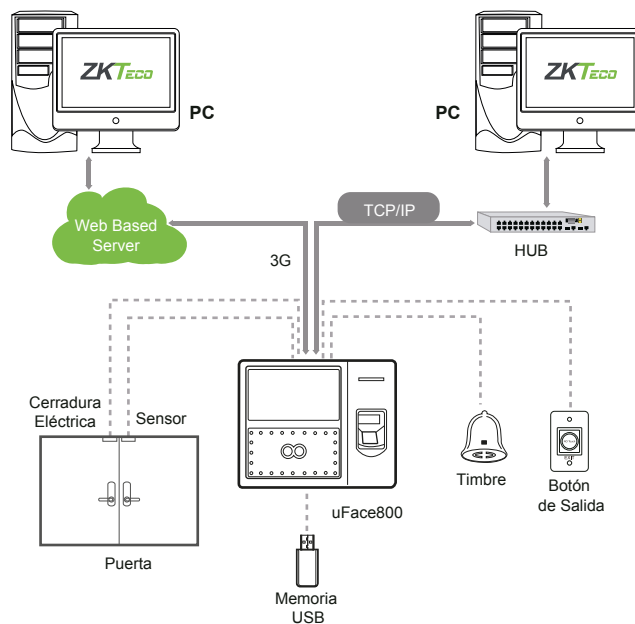 ZKTeco
PC
ZKTeco
PC
Web Based
Server
TCP/IP
HUB
3G
Cerradura
Eléctrica
Sensor
Puerta
uFace800
Memoria
USB
Timbre
EXIT
Botón
de Salida